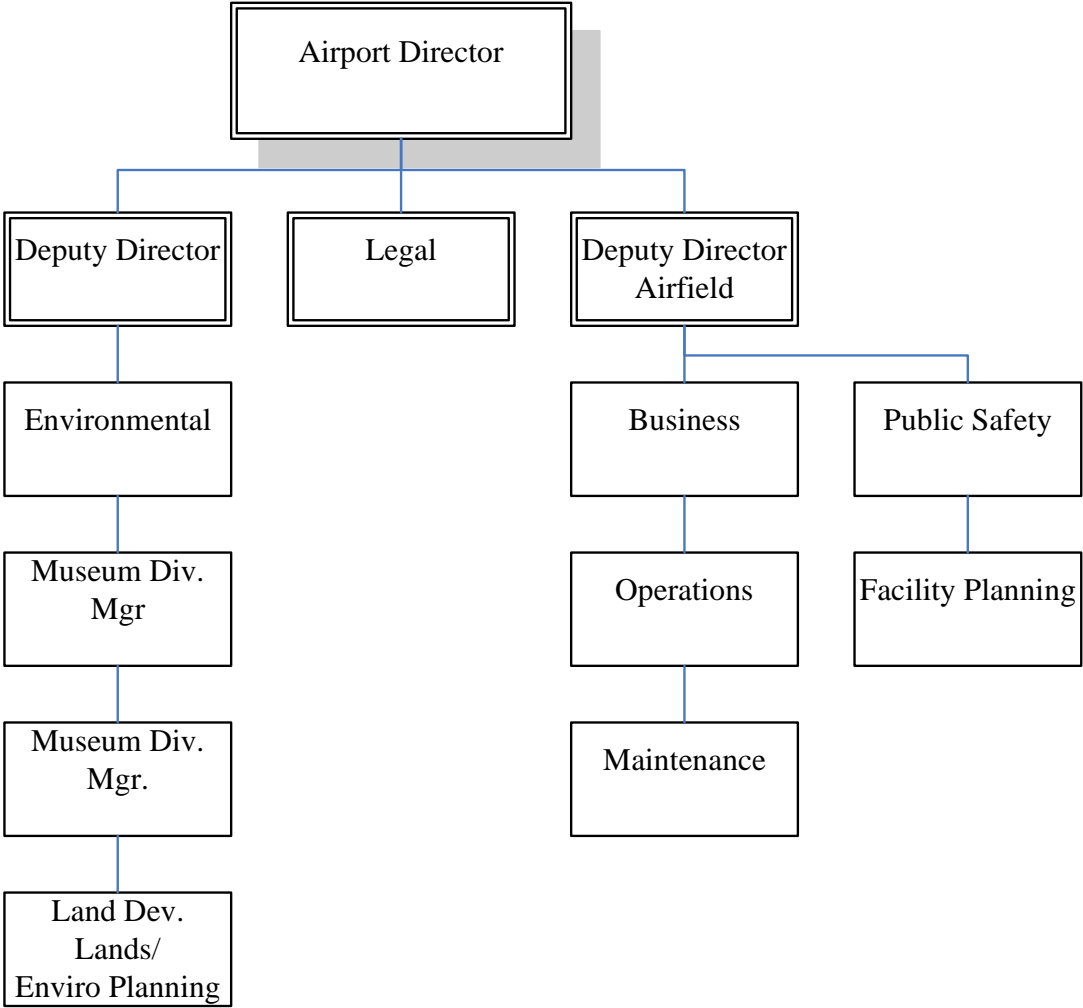 Airport Director
Deputy Director
Legal
Deputy Director
Airfield
Environmental
Business
Public Safety
Museum Div.
Mgr
Operations
Facility Planning
Museum Div.
Mgr.
Maintenance
Land Dev.
Lands/
Enviro Planning